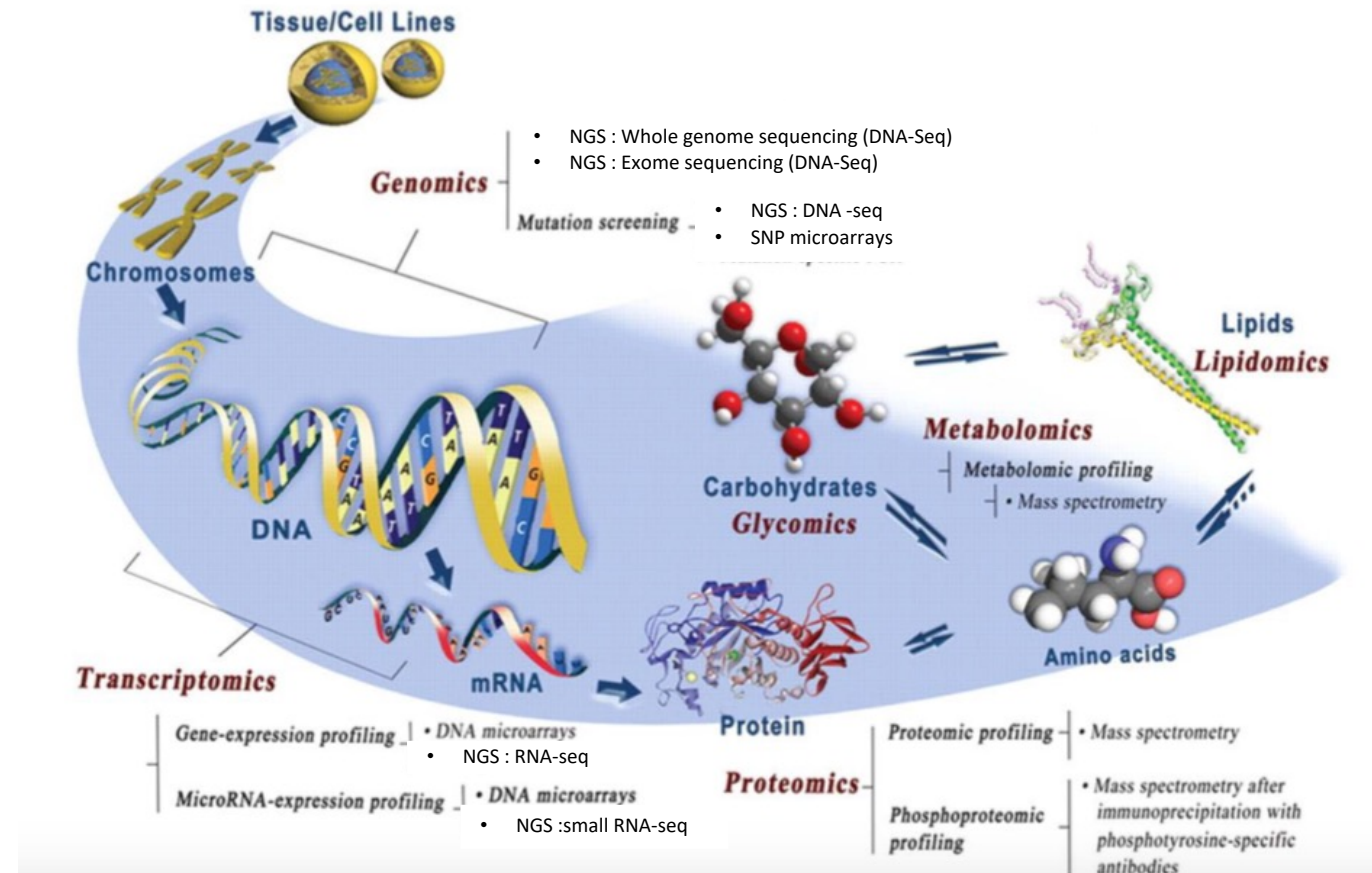 Tissue/Cell Lines
• NGS : Whole genome sequencing (DNA-Seq)
• NGS : Exome sequencing (DNA-Seq)
Genomics
Mutation screening
• NGS : DNA -seq
• SNP microarrays
Chromosomes
Lipids
Lipidomics
Metabolomics
Metabolomic profiling
• Mass spectrometry
Carbohydrates
Glycomics
DNA
Amino acids
Transcriptomics
mRNA
Protein
Gene-expression profiling
• DNA microarrays
• NGS : RNA-seq
MicroRNA-expression profiling
• DNA microarrays
• NGS :small RNA-seq
Proteomics
Proteomic profiling
• Mass spectrometry
Phosphoproteomic
profiling
• Mass spectrometry after
immunoprecipitation with
phosphotyrosine-specific
antibodies